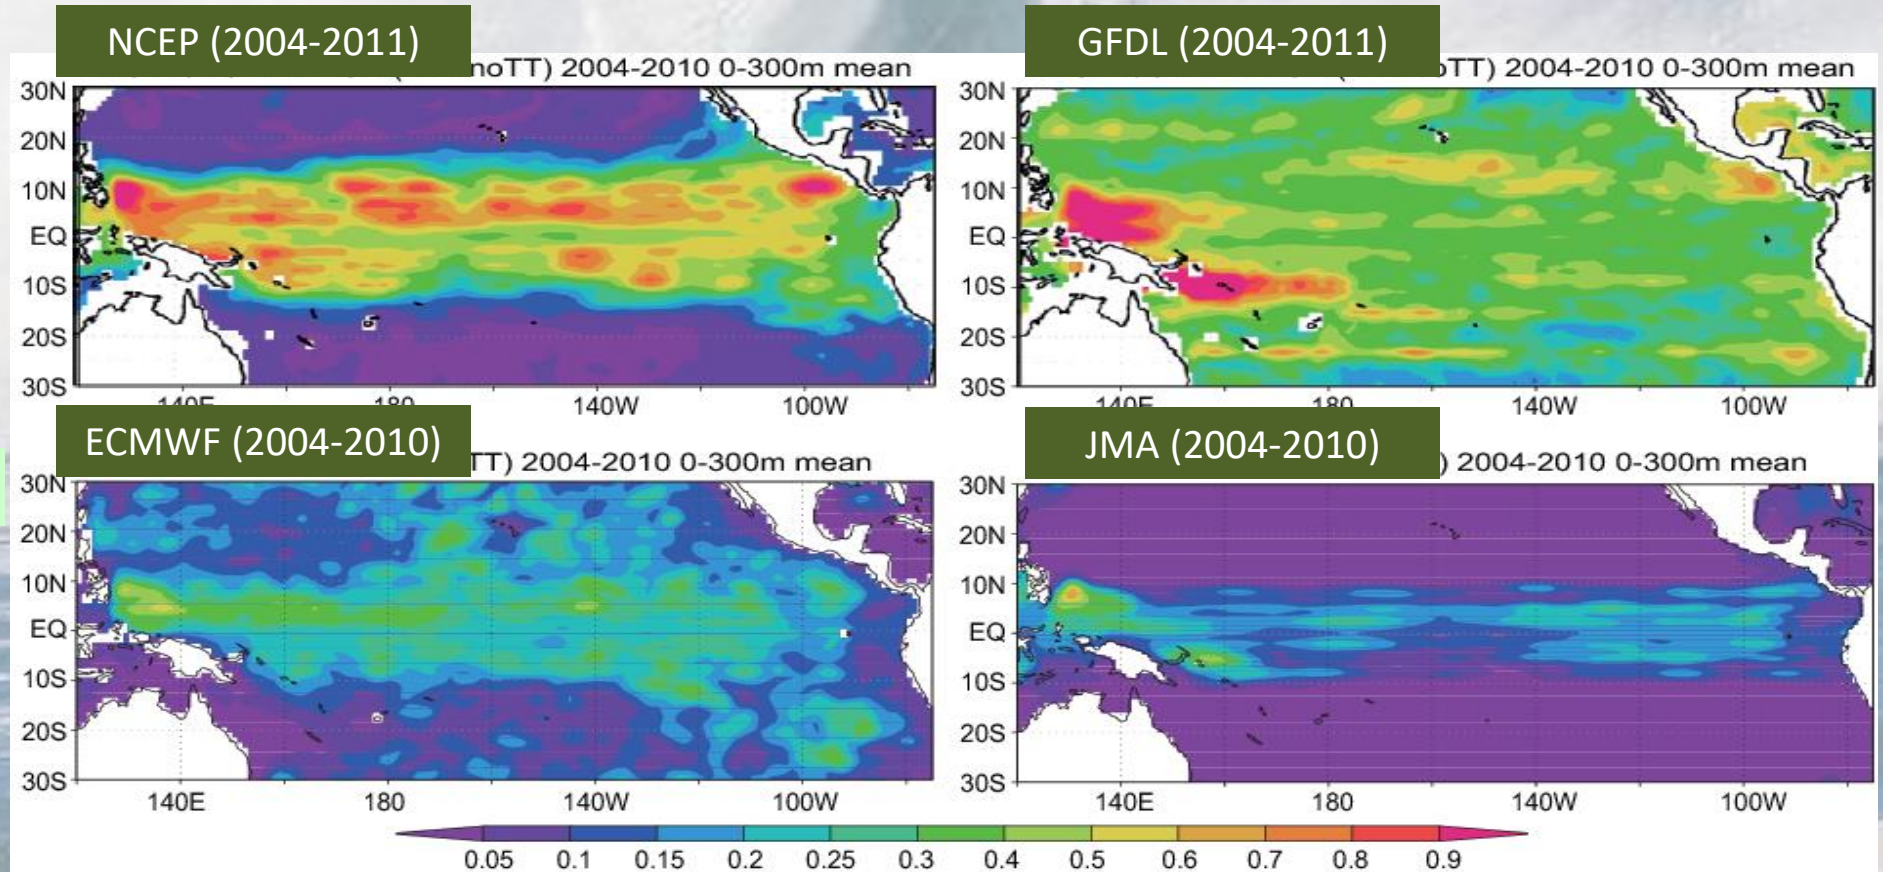 NCEP (2004-2011)
noTT) 2004-2010 0-300m mean
30N
20N
10N
EQ
10S
20S
30S
140E 180 140W 100W
GFDL (2004-2011)
TT) 2004-2010 0-300m mean
30N
20N
10N
EQ
10S
20S
30S
140E 180 140W 100W
ECMWF (2004-2010)
TT) 2004-2010 0-300m mean
30N
20N
10N
EQ
10S
20S
30S
140E 180 140W 100W
JMA (2004-2010)
) 2004-2010 0-300m mean
30N
20N
10N
EQ
10S
20S
30S
140E 180 140W 100W
0.05 0.1 0.15 0.2 0.25 0.3 0.4 0.5 0.6 0.7 0.8 0.9